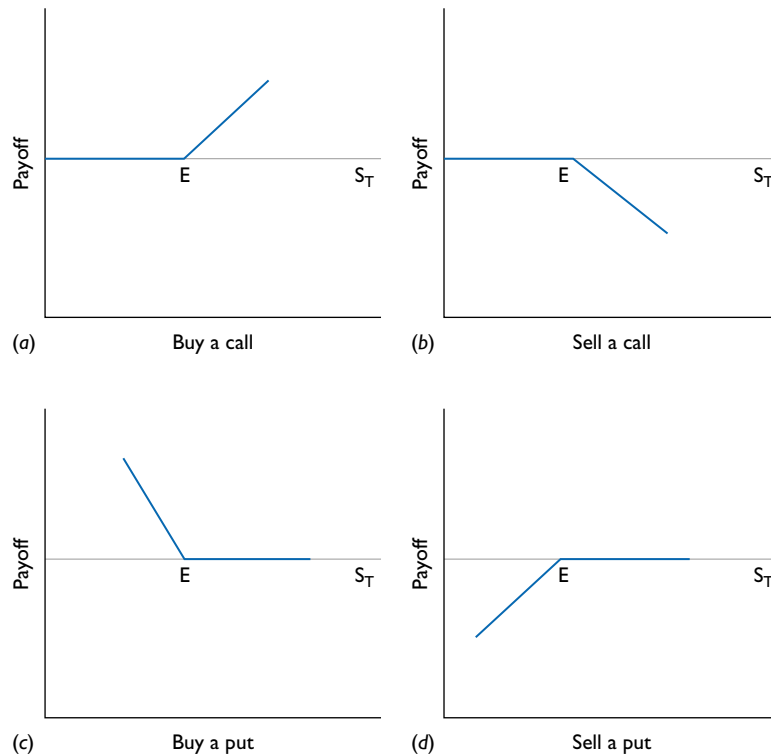 Payoff
E
S_T
(a) Buy a call
Payoff
E
S_T
(b) Sell a call
Payoff
E
S_T
(c) Buy a put
Payoff
E
S_T
(d) Sell a put